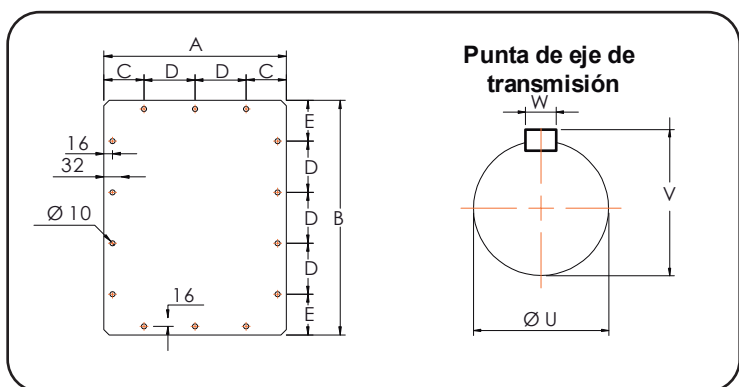 A
C D D C
Punta de eje de
transmisión
W
E
16
D
32
D
B
V
Ø 10
D
16
E
Ø U